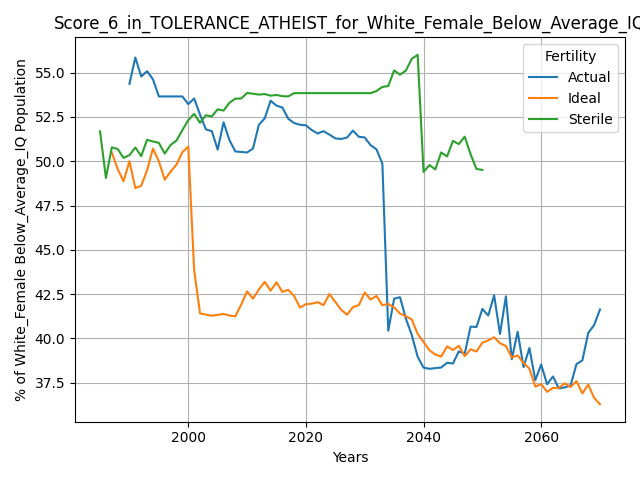 Score_6_in_TOLERANCE_ATHEIST_for_White_Female_Below_Average_IQ
% of White_Female Below_Average_IQ Population
55.0
52.5
50.0
47.5
45.0
42.5
40.0
37.5
Fertility
Actual
Ideal
Sterile
2000
2020
2040
2060
Years